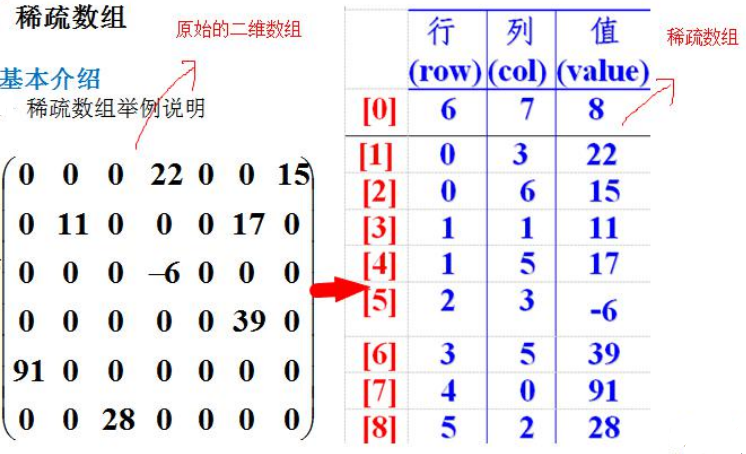 稀疏数组
原始的二维数组
基本介绍
稀疏数组举例说明
0 0 0 22 0 0 15
0 11 0 0 0 17 0
0 0 0 –6 0 0 0
0 0 0 0 0 39 0
91 0 0 0 0 0 0
0 0 28 0 0 0 0
行 列 值
(row) (col) (value)
稀疏数组
[0] 6 7 8
[1] 0 3 22
[2] 0 6 15
[3] 1 1 11
[4] 1 5 17
[5] 2 3 -6
[6] 3 5 39
[7] 4 0 91
[8] 5 2 28